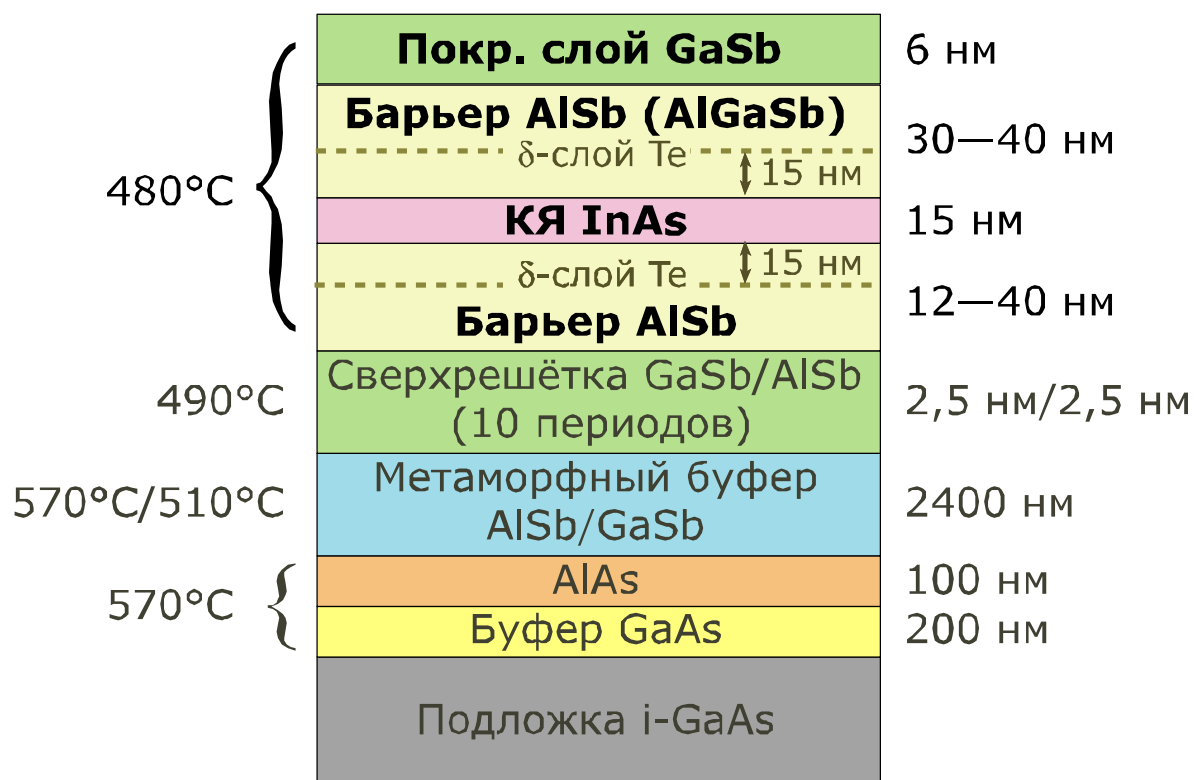 Покр. слой GaSb
6 нм
Барьер AlSb (AlGaSb)
30—40 нм
δ-слой Te
15 нм
480°C
КЯ InAs
15 нм
δ-слой Te
15 нм
12—40 нм
Барьер AlSb
Сверхрешётка GaSb/AlSb
(10 периодов)
490°C
2,5 нм/2,5 нм
Метаморфный буфер
AlSb/GaSb
570°C/510°C
2400 нм
AlAs
100 нм
570°C
Буфер GaAs
200 нм
Подложка i-GaAs